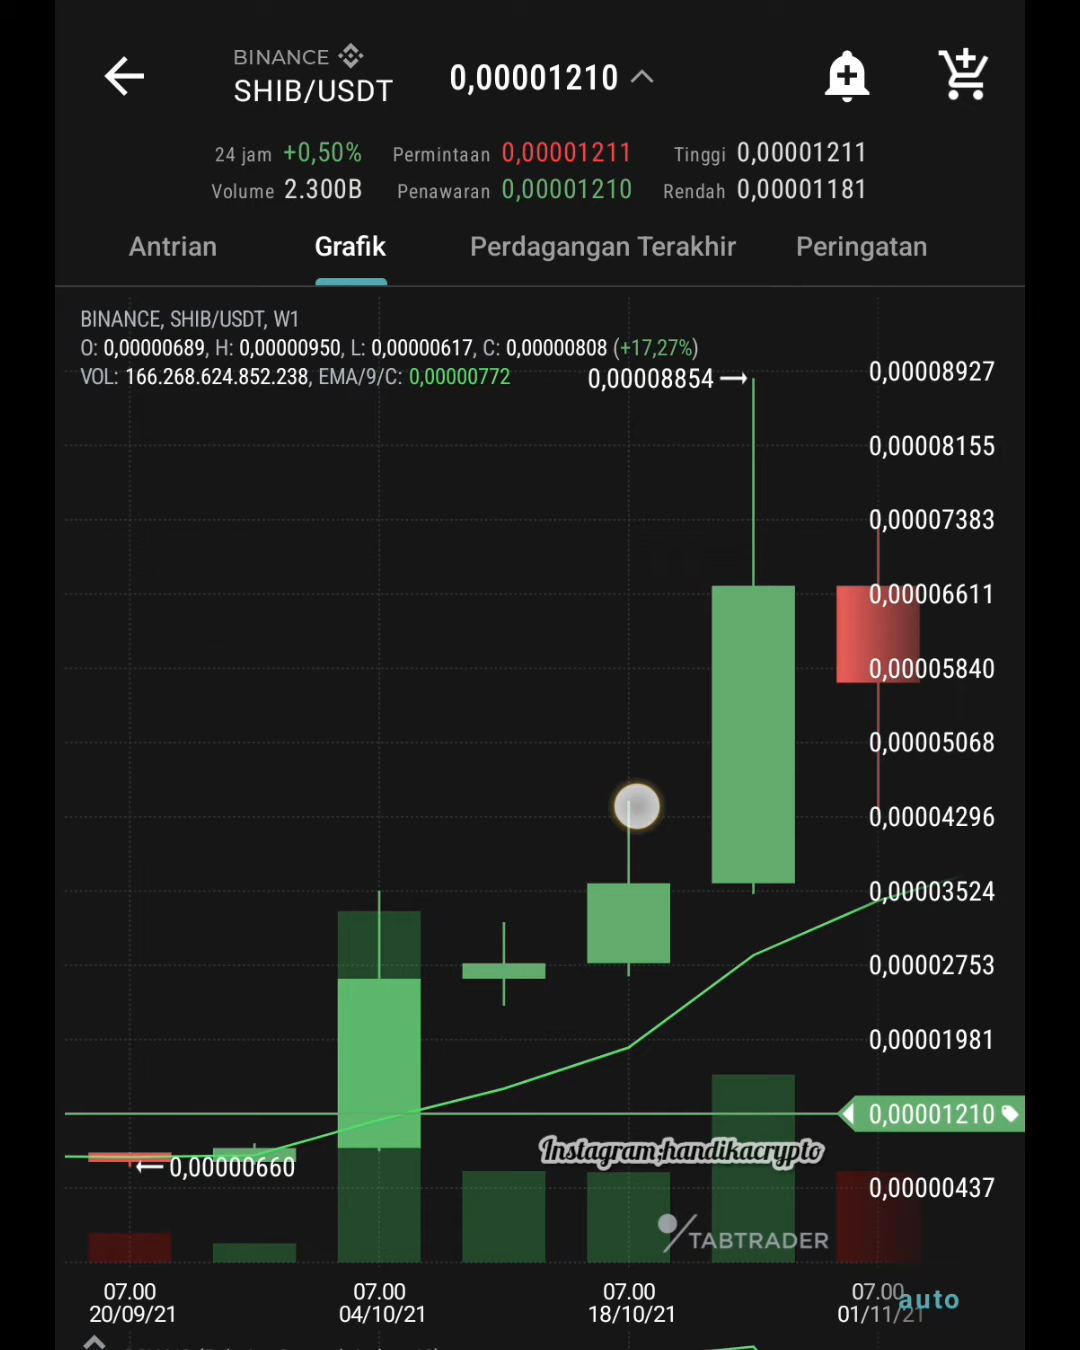 BINANCE
SHIB/USDT
0,00001210
24 jam +0,50% Permintaan 0,00001211 Tinggi 0,00001211
Volume 2.300B Penawaran 0,00001210 Rendah 0,00001181
Antrian Grafik Perdagangan Terakhir Peringatan
BINANCE, SHIB/USDT, W1
O: 0,00000689, H: 0,00000950, L: 0,00000617, C: 0,00000808 (+17,27%)
VOL: 166.268.624.852.238, EMA/9/C: 0,00000772
0,00008854
0,00008927
0,00008155
0,00007383
0,00006611
0,00005840
0,00005068
0,00004296
0,00003524
0,00002753
0,00001981
0,00001210
Instagram;handikacrypto
0,00000660
0,00000437
TABTRADER
07.00 07.00 07.00 07.00
20/09/21 04/10/21 18/10/21 01/11/21
auto